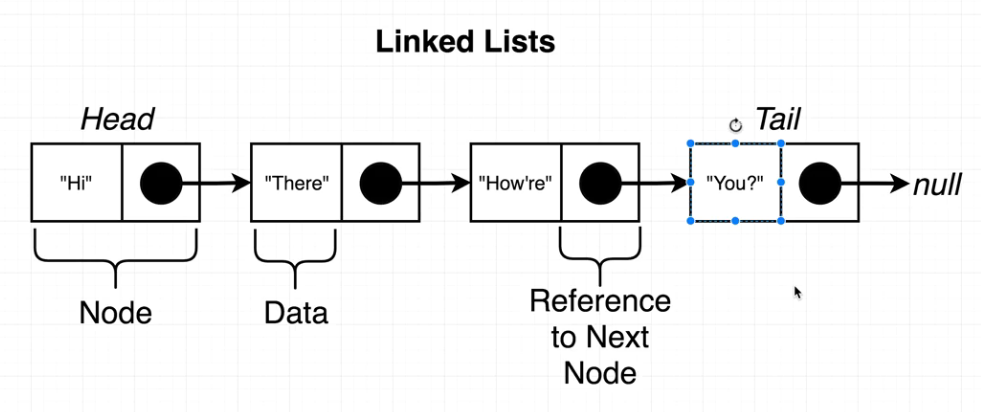 Linked Lists
Head
Tail
"Hi"
"There"
"How're"
"You?"
null
Node
Data
Reference
to Next
Node